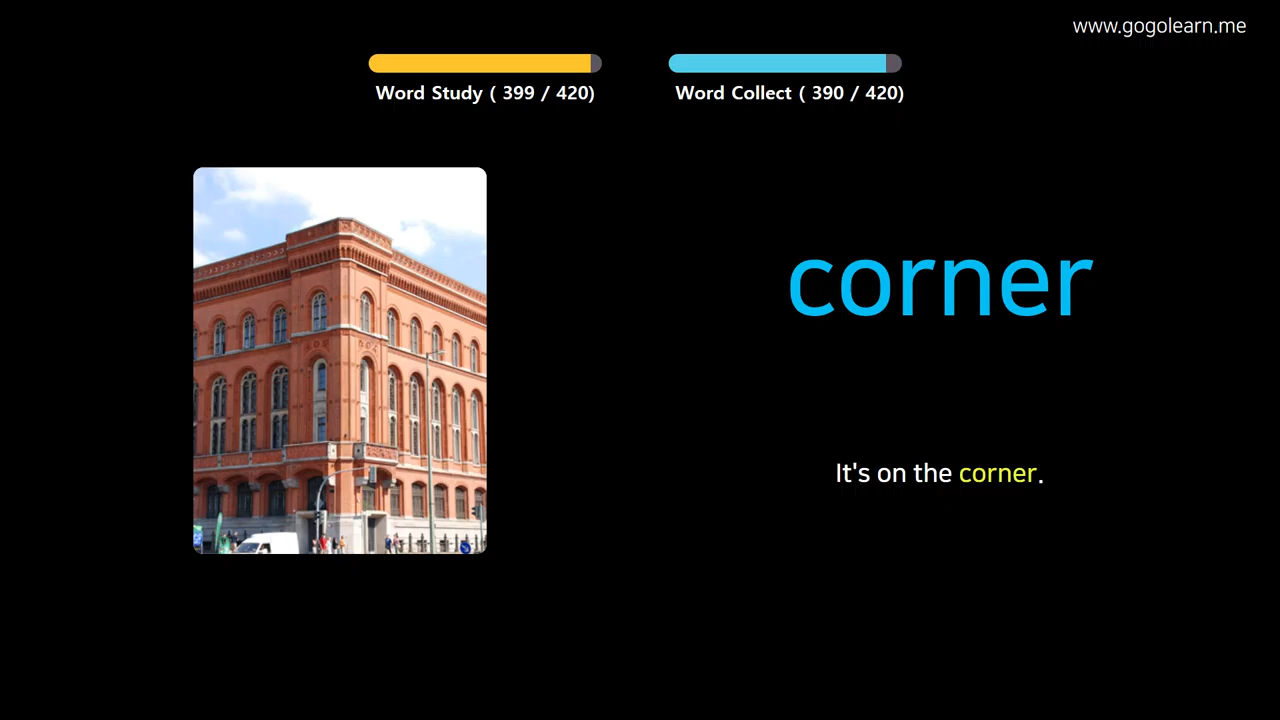 www.gogolearn.me
Word Study ( 399 / 420)
Word Collect ( 390 / 420)
corner
It's on the corner.